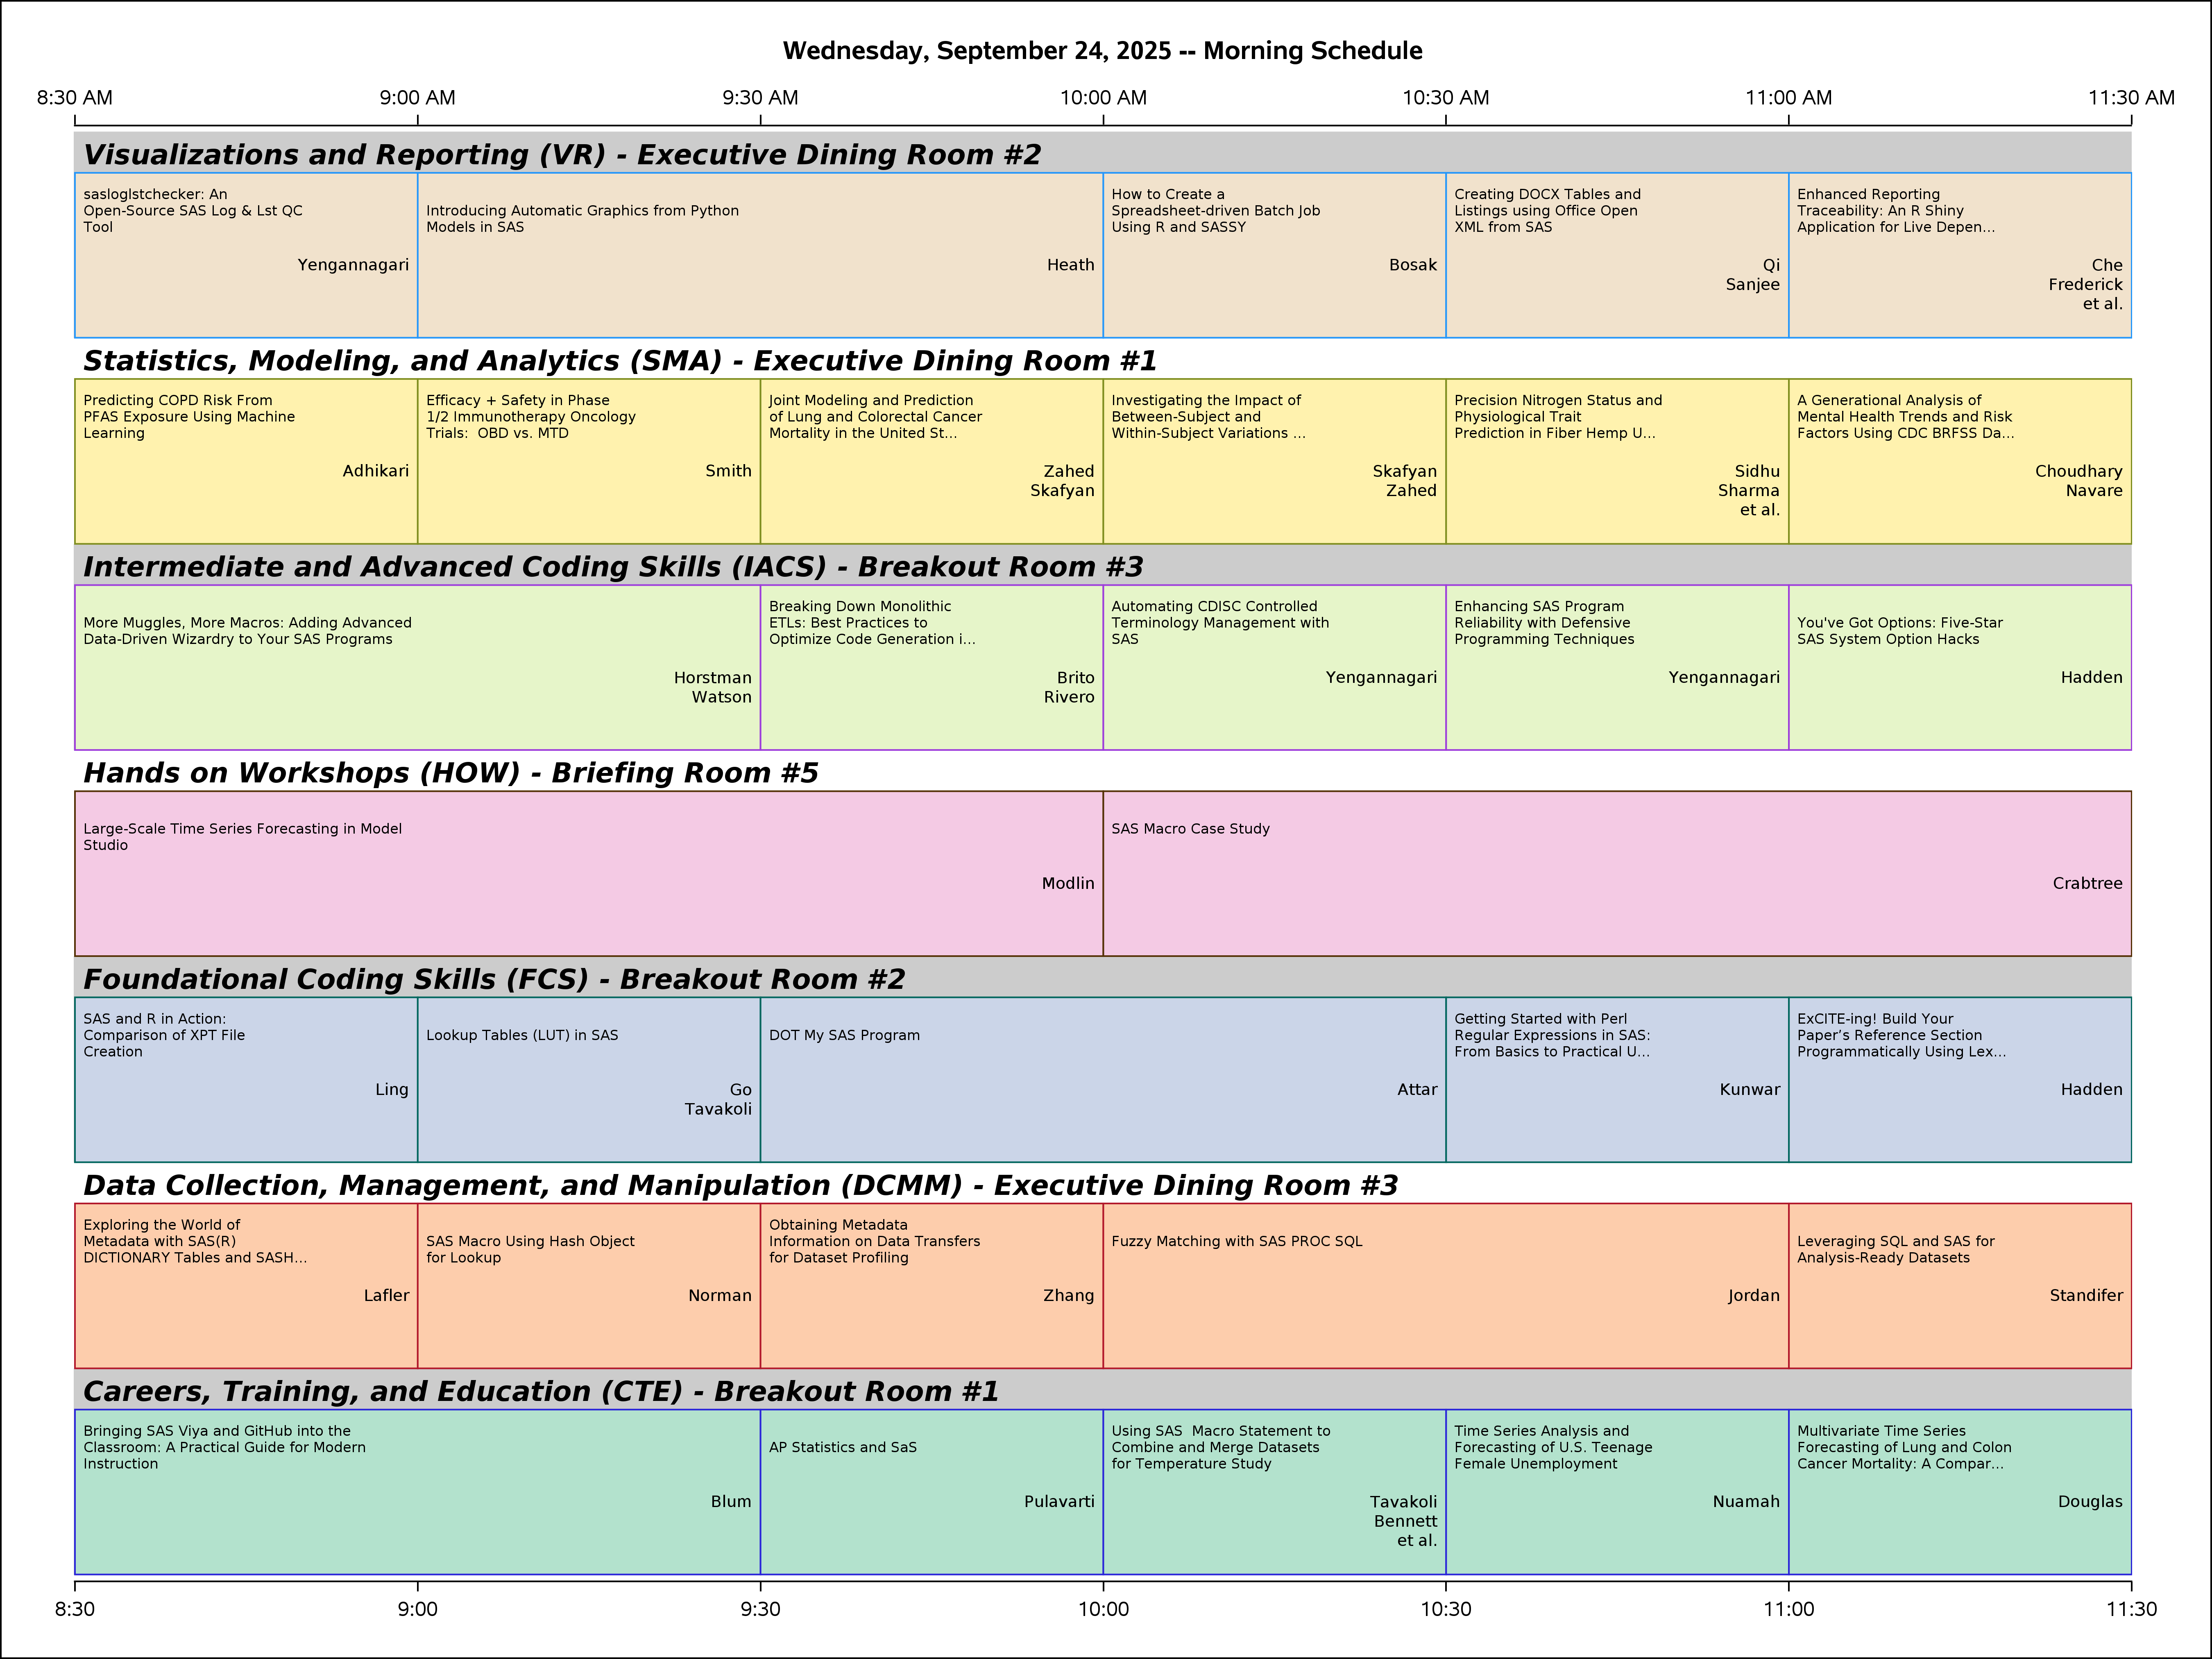 Wednesday, September 24, 2025 -- Morning Schedule
8:30 AM 9:00 AM 9:30 AM 10:00 AM 10:30 AM 11:00 AM 11:30 AM
Visualizations and Reporting (VR) - Executive Dining Room #2
sasloglstchecker: An
Open-Source SAS Log & Lst QC
Tool
Yengannagari
Introducing Automatic Graphics from Python
Models in SAS
Heath
How to Create a
Spreadsheet-driven Batch Job
Using R and SASSY
Bosak
Creating DOCX Tables and
Listings using Office Open
XML from SAS
Qi
Sanjee
Enhanced Reporting
Traceability: An R Shiny
Application for Live Depen...
Che
Frederick
et al.
Statistics, Modeling, and Analytics (SMA) - Executive Dining Room #1
Predicting COPD Risk From
PFAS Exposure Using Machine
Learning
Adhikari
Efficacy + Safety in Phase
1/2 Immunotherapy Oncology
Trials:  OBD vs. MTD
Smith
Joint Modeling and Prediction
of Lung and Colorectal Cancer
Mortality in the United St...
Zahed
Skafyan
Investigating the Impact of
Between-Subject and
Within-Subject Variations ...
Skafyan
Zahed
Precision Nitrogen Status and
Physiological Trait
Prediction in Fiber Hemp U...
Sidhu
Sharma
et al.
A Generational Analysis of
Mental Health Trends and Risk
Factors Using CDC BRFSS Da...
Choudhary
Navare
Intermediate and Advanced Coding Skills (IACS) - Breakout Room #3
More Muggles, More Macros: Adding Advanced
Data-Driven Wizardry to Your SAS Programs
Horstman
Watson
Breaking Down Monolithic
ETLs: Best Practices to
Optimize Code Generation i...
Brito
Rivero
Automating CDISC Controlled
Terminology Management with
SAS
Yengannagari
Enhancing SAS Program
Reliability with Defensive
Programming Techniques
Yengannagari
You've Got Options: Five-Star
SAS System Option Hacks
Hadden
Hands on Workshops (HOW) - Briefing Room #5
Large-Scale Time Series Forecasting in Model
Studio
Modlin
SAS Macro Case Study
Crabtree
Foundational Coding Skills (FCS) - Breakout Room #2
SAS and R in Action:
Comparison of XPT File
Creation
Ling
Lookup Tables (LUT) in SAS
Go
Tavakoli
DOT My SAS Program
Attar
Getting Started with Perl
Regular Expressions in SAS:
From Basics to Practical U...
Kunwar
ExCITE-ing! Build Your
Paper’s Reference Section
Programmatically Using Lex...
Hadden
Data Collection, Management, and Manipulation (DCMM) - Executive Dining Room #3
Exploring the World of
Metadata with SAS(R)
DICTIONARY Tables and SASH...
Lafler
SAS Macro Using Hash Object
for Lookup
Norman
Obtaining Metadata
Information on Data Transfers
for Dataset Profiling
Zhang
Fuzzy Matching with SAS PROC SQL
Jordan
Leveraging SQL and SAS for
Analysis-Ready Datasets
Standifer
Careers, Training, and Education (CTE) - Breakout Room #1
Bringing SAS Viya and GitHub into the
Classroom: A Practical Guide for Modern
Instruction
Blum
AP Statistics and SaS
Pulavarti
Using SAS  Macro Statement to
Combine and Merge Datasets
for Temperature Study
Tavakoli
Bennett
et al.
Time Series Analysis and
Forecasting of U.S. Teenage
Female Unemployment
Nuamah
Multivariate Time Series
Forecasting of Lung and Colon
Cancer Mortality: A Compar...
Douglas
8:30 9:00 9:30 10:00 10:30 11:00 11:30